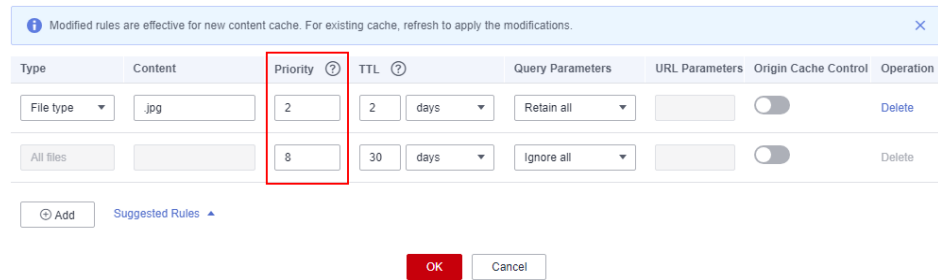 Modified rules are effective for new content cache. For existing cache, refresh to apply the modifications.
Type Content Priority TTL Query Parameters URL Parameters Origin Cache Control Operation
File type .jpg 2 2 days Retain all Delete
All files 8 30 days Ignore all Delete
Add Suggested Rules
OK Cancel